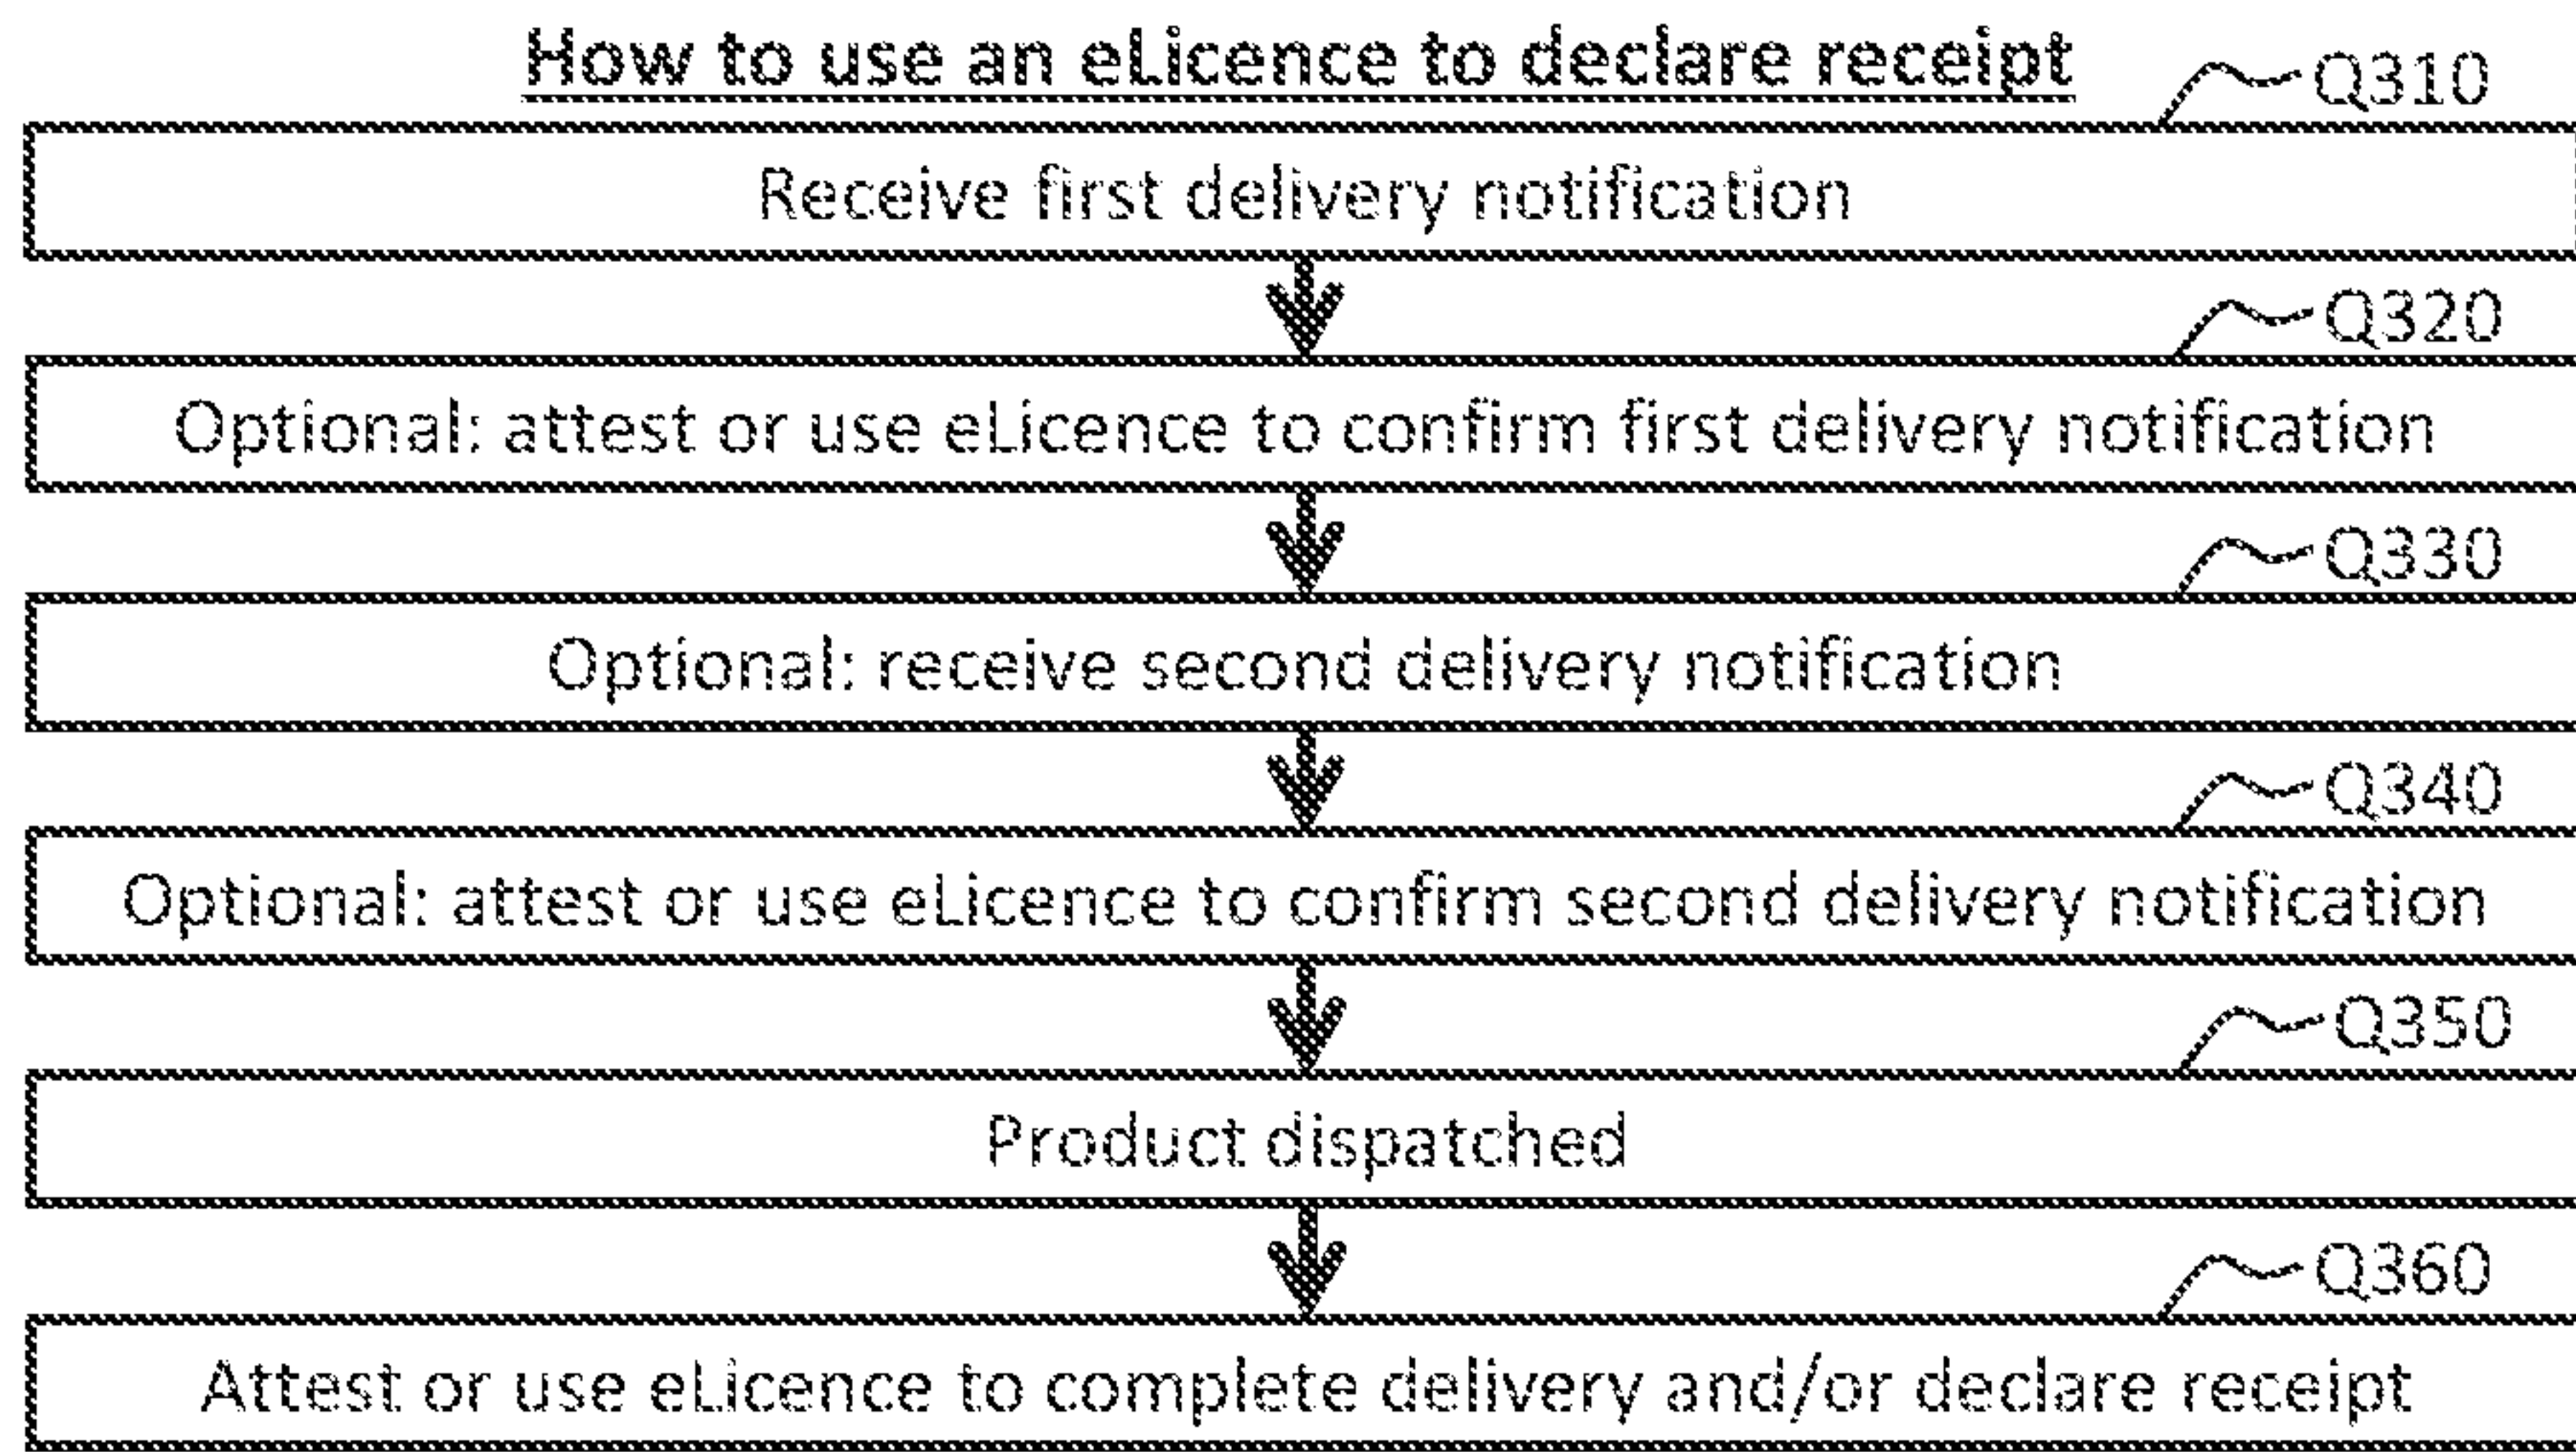 How to use an eLicence to declare receipt
Q310
Receive first delivery notification
Q320
Optional: attest or use eLicence to confirm first delivery notification
Q330
Optional: receive second delivery notification
Q340
Optional: attest or use eLicence to confirm second delivery notification
Q350
Product dispatched
Q360
Attest or use eLicence to complete delivery and/or declare receipt